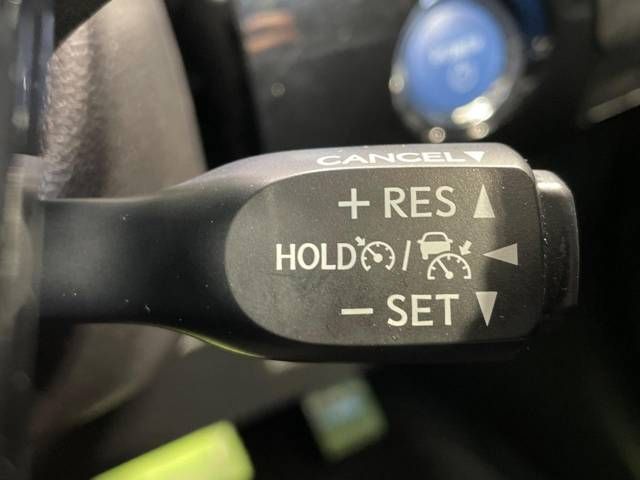 CANCEL
+ RES
HOLD /
– SET